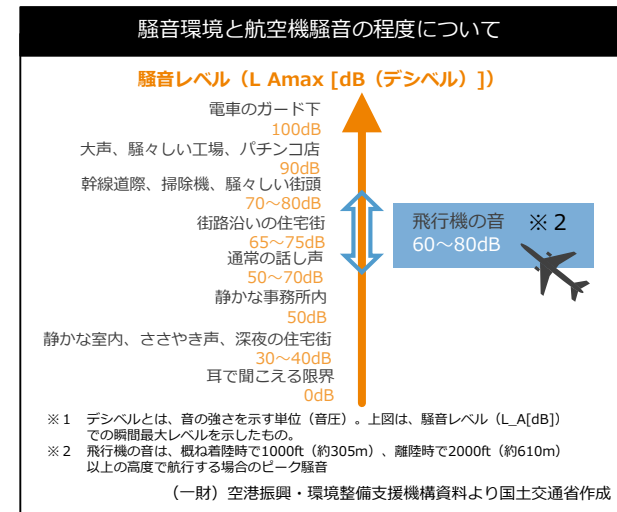 騒音環境と航空機騒音の程度について
騒音レベル（L Amax [dB（デシベル）]）
電車のガード下
100dB
大声、騒々しい工場、パチンコ店
90dB
幹線道際、掃除機、騒々しい街頭
70～80dB
街路沿いの住宅街
65～75dB
通常の話し声
50～70dB
静かな事務所内
50dB
静かな室内、ささやき声、深夜の住宅街
30～40dB
耳で聞こえる限界
0dB
飛行機の音　※２
60～80dB
※１　デシベルとは、音の強さを示す単位（音圧）。上図は、騒音レベル（L_A[dB]）
での瞬間最大レベルを示したもの。
※２　飛行機の音は、概ね着陸時で1000ft（約305m）、離陸時で2000ft（約610m）
以上の高度で航行する場合のピーク騒音
（一財）空港振興・環境整備支援機構資料より国土交通省作成